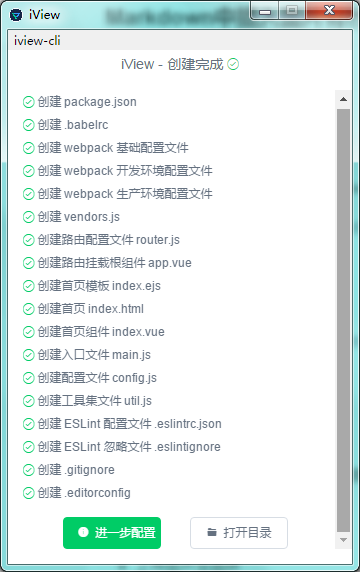 iView
iview-cli
iView - 创建完成
创建 package.json
创建 .babelrc
创建 webpack 基础配置文件
创建 webpack 开发环境配置文件
创建 webpack 生产环境配置文件
创建 vendors.js
创建路由配置文件 router.js
创建路由挂载根组件 app.vue
创建首页模板 index.ejs
创建首页 index.html
创建首页组件 index.vue
创建入口文件 main.js
创建配置文件 config.js
创建工具集文件 util.js
创建 ESLint 配置文件 .eslintrc.json
创建 ESLint 忽略文件 .eslintignore
创建 .gitignore
创建 .editorconfig
进一步配置
打开目录